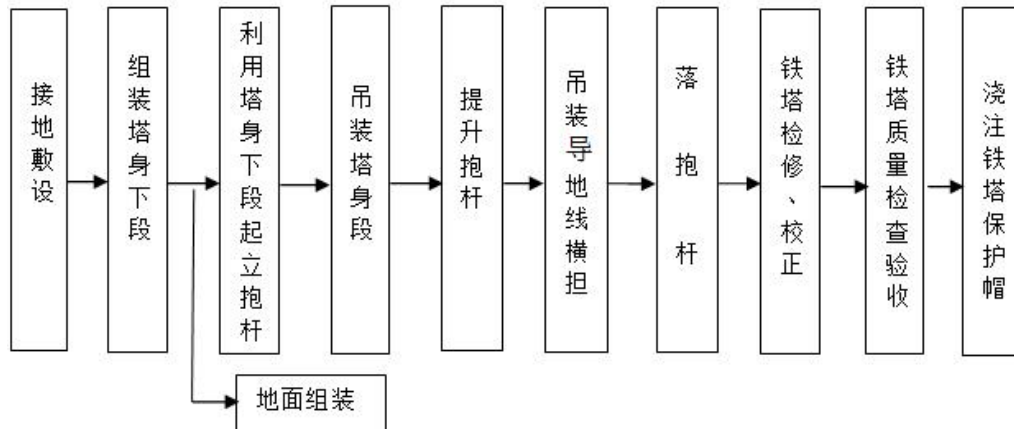 接地敷设
组装塔身下段
利用塔身下段起立抱杆
吊装塔身段
提升抱杆
吊装导地线横担
落抱杆
铁塔检修、校正
铁塔质量检查验收
浇注铁塔保护帽
地面组装